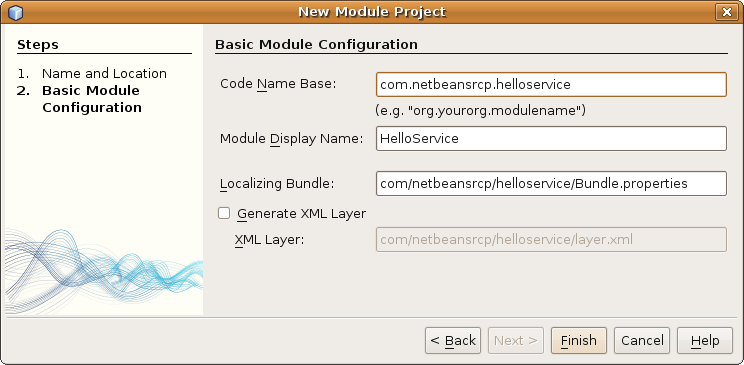 New Module Project
Steps
1. Name and Location
2. Basic Module
Configuration
Basic Module Configuration
Code Name Base: com.netbeansrcp.helloservice
(e.g. "org.yourorg.modulename")
Module Display Name: HelloService
Localizing Bundle: com/netbeansrcp/helloservice/Bundle.properties
Generate XML Layer
XML Layer: com/netbeansrcp/helloservice/layer.xml
< Back Next > Finish Cancel Help